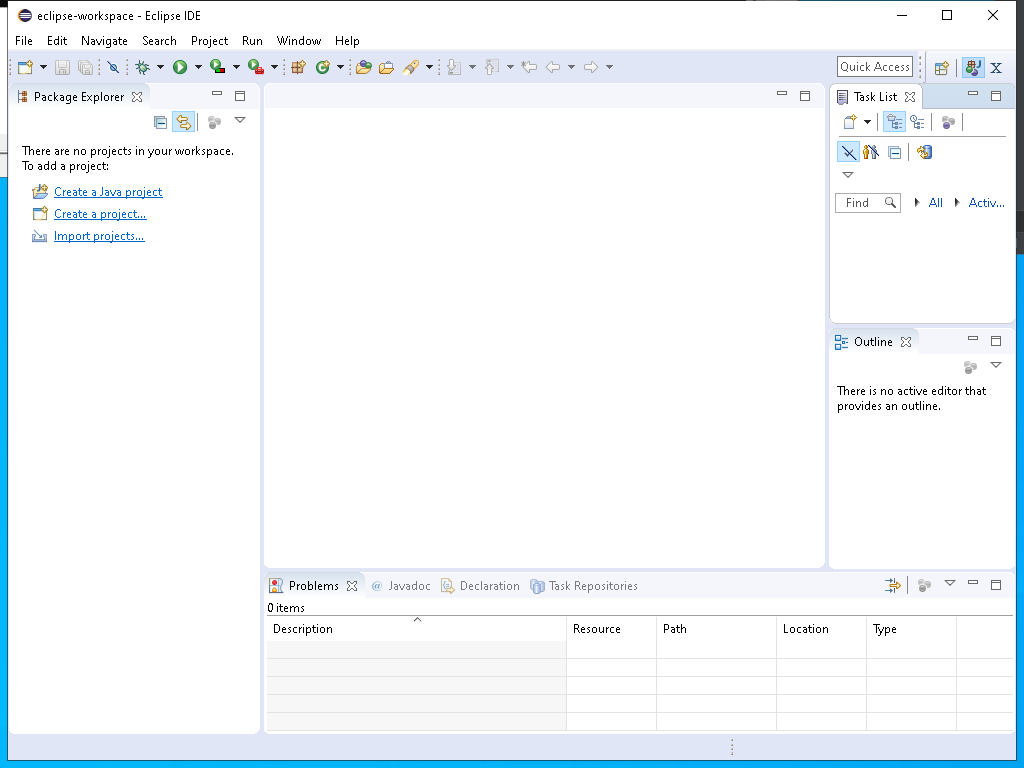 eclipse-workspace - Eclipse IDE
File Edit Navigate Search Project Run Window Help
Quick Access
Package Explorer
There are no projects in your workspace.
To add a project:
Create a Java project
Create a project...
Import projects...
Task List
Find
All
Activ...
Outline
There is no active editor that
provides an outline.
Problems @ Javadoc Declaration Task Repositories
0 items
Description Resource Path Location Type